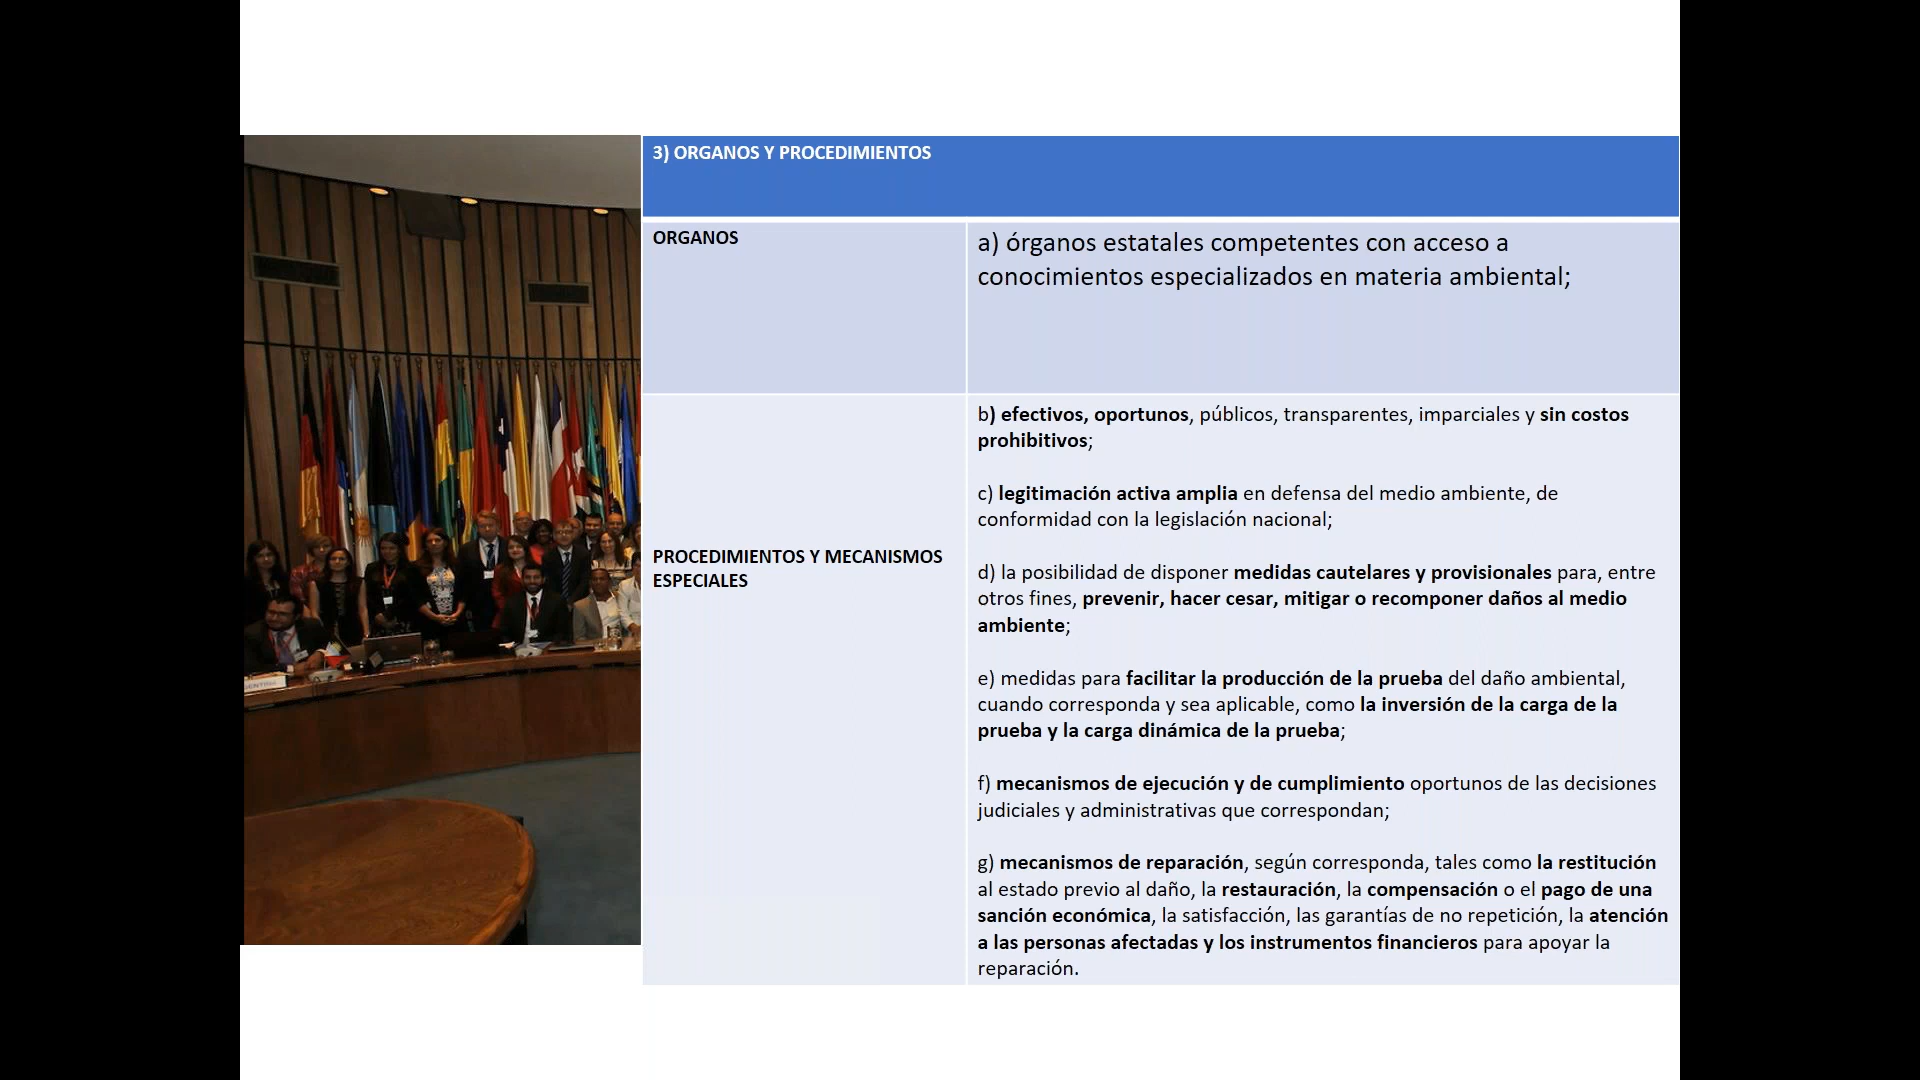 3) ORGANOS Y PROCEDIMIENTOS
ORGANOS
a) órganos estatales competentes con acceso a
conocimientos especializados en materia ambiental;
PROCEDIMIENTOS Y MECANISMOS
ESPECIALES
b) efectivos, oportunos, públicos, transparentes, imparciales y sin costos
prohibitivos;
c) legitimación activa amplia en defensa del medio ambiente, de
conformidad con la legislación nacional;
d) la posibilidad de disponer medidas cautelares y provisionales para, entre
otros fines, prevenir, hacer cesar, mitigar o recomponer daños al medio
ambiente;
e) medidas para facilitar la producción de la prueba del daño ambiental,
cuando corresponda y sea aplicable, como la inversión de la carga de la
prueba y la carga dinámica de la prueba;
f) mecanismos de ejecución y de cumplimiento oportunos de las decisiones
judiciales y administrativas que correspondan;
g) mecanismos de reparación, según corresponda, tales como la restitución
al estado previo al daño, la restauración, la compensación o el pago de una
sanción económica, la satisfacción, las garantías de no repetición, la atención
a las personas afectadas y los instrumentos financieros para apoyar la
reparación.